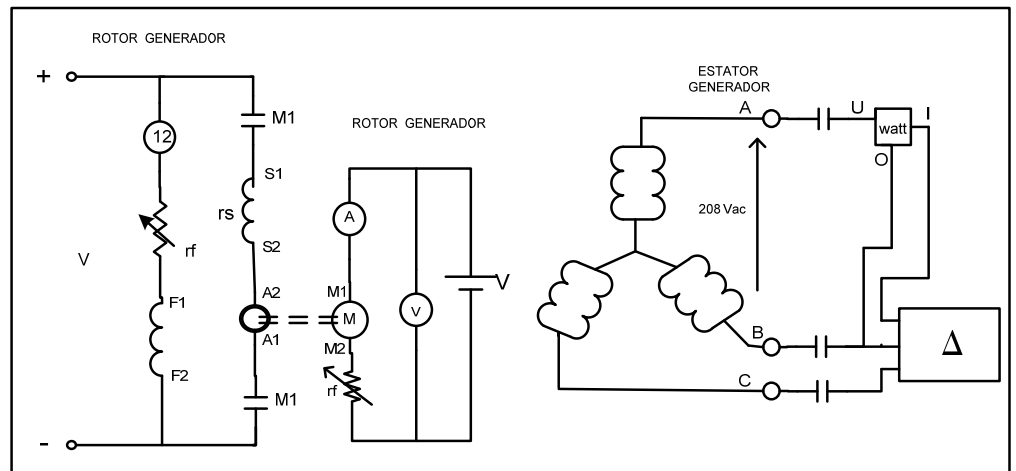 ROTOR GENERADOR
+
12
rf
V
F1
F2
-
M1
S1
rs
S2
A2
A1
M1
ROTOR GENERADOR
A
M1
M
M2
rf
v
V
ESTATOR
GENERADOR
A
U
watt
I
O
208 Vac
B
C
Δ